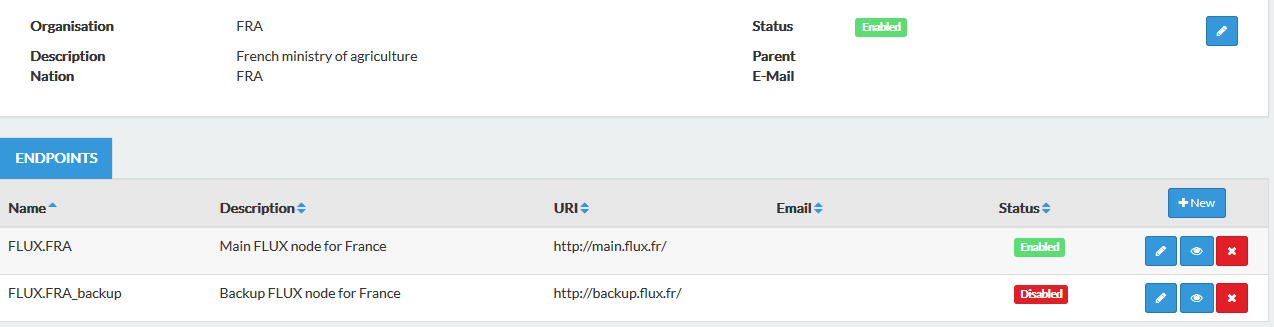 Organisation FRA Status Enabled
Description French ministry of agriculture Parent
Nation FRA E-Mail
ENDPOINTS
Name Description URI Email Status New
FLUX.FRA Main FLUX node for France http://main.flux.fr/ Enabled
FLUX.FRA_backup Backup FLUX node for France http://backup.flux.fr/ Disabled